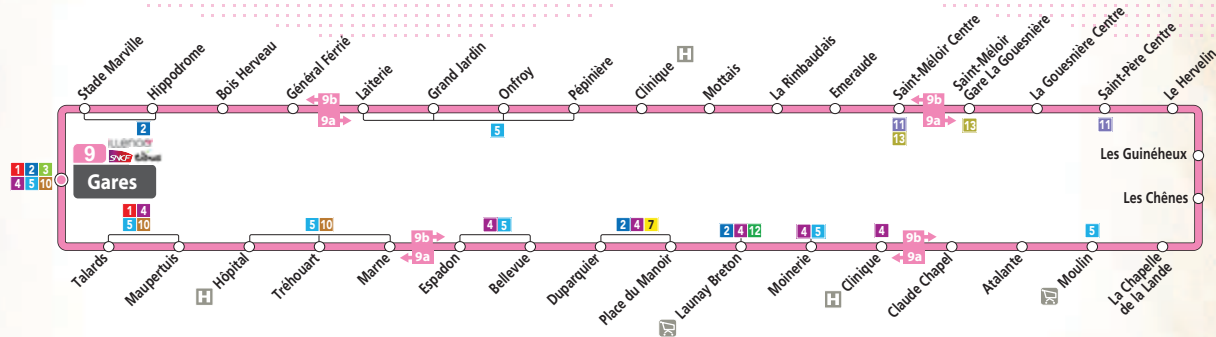 Stade Marville
Hippodrome
Bois Herveau
Général Férrié
Laiterie
Grand Jardin
Onfroy
Pépinière
Clinique
H
Mottais
La Rimbaudais
Emeraude
Saint-Méloir Centre
Saint-Méloir
Gare La Gouesnière
La Gouesnière Centre
Saint-Père Centre
Le Hervelin
9b
9a
9b
9a
2
5
11
13
13
11
9
SNCF
Gares
1 2 3
4 5 10
Les Guinéheux
Les Chênes
1 4
5 10
5 10
4 5
2 4 7
2 4 12
4 5
4
5
9b
9a
9b
9a
Talards
Maupertuis
H
Hôpital
Tréhouart
Marne
Espadon
Bellevue
Duparquier
Place du Manoir
Launay Breton
Moinerie
H
Clinique
Claude Chapel
Atalante
Moulin
La Chapelle
de la Lande